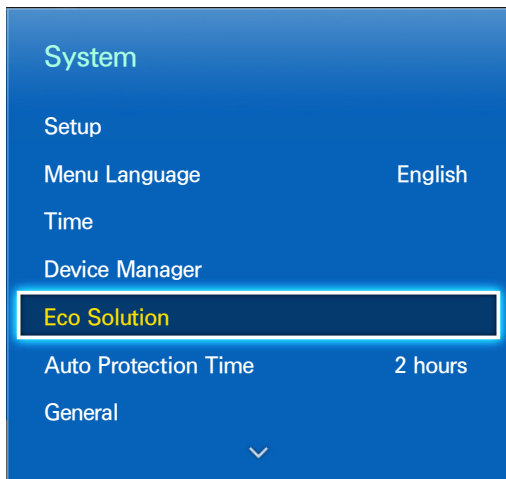 System
Setup
Menu Language English
Time
Device Manager
Eco Solution
Auto Protection Time 2 hours
General